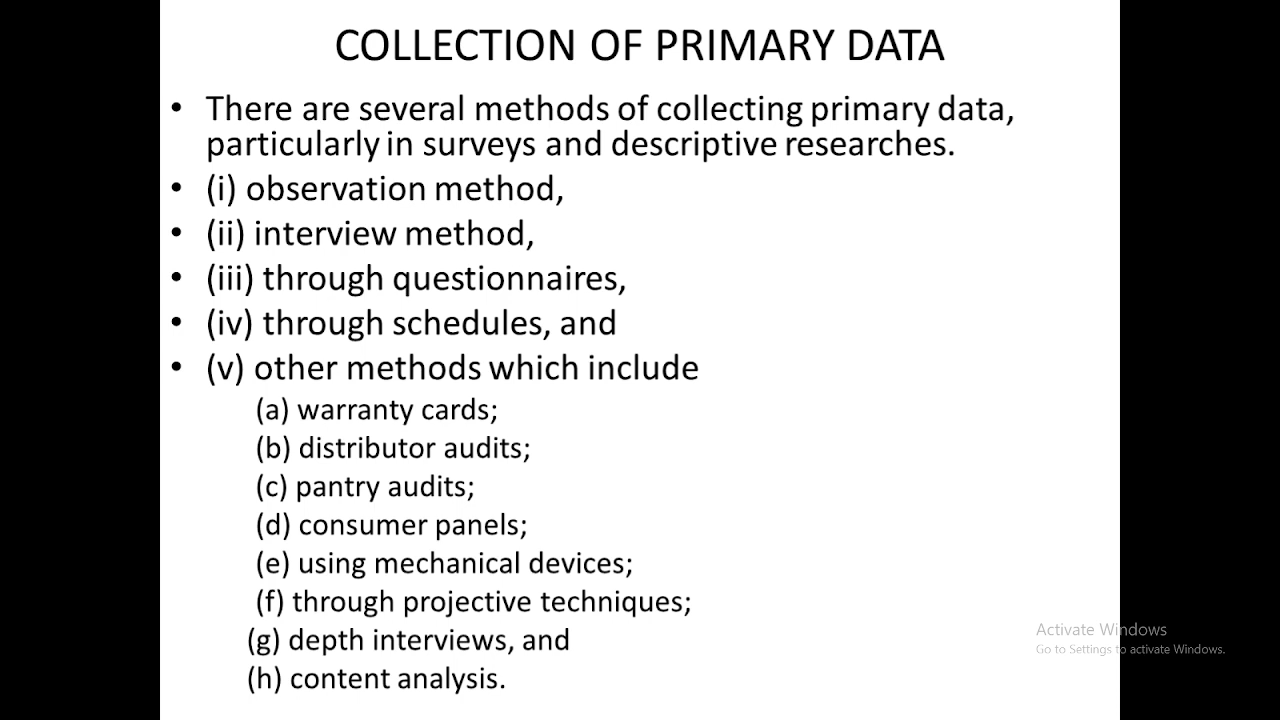 COLLECTION OF PRIMARY DATA
• There are several methods of collecting primary data,
particularly in surveys and descriptive researches.
• (i) observation method,
• (ii) interview method,
• (iii) through questionnaires,
• (iv) through schedules, and
• (v) other methods which include
(a) warranty cards;
(b) distributor audits;
(c) pantry audits;
(d) consumer panels;
(e) using mechanical devices;
(f) through projective techniques;
(g) depth interviews, and
(h) content analysis.
Activate Windows
Go to Settings to activate Windows.